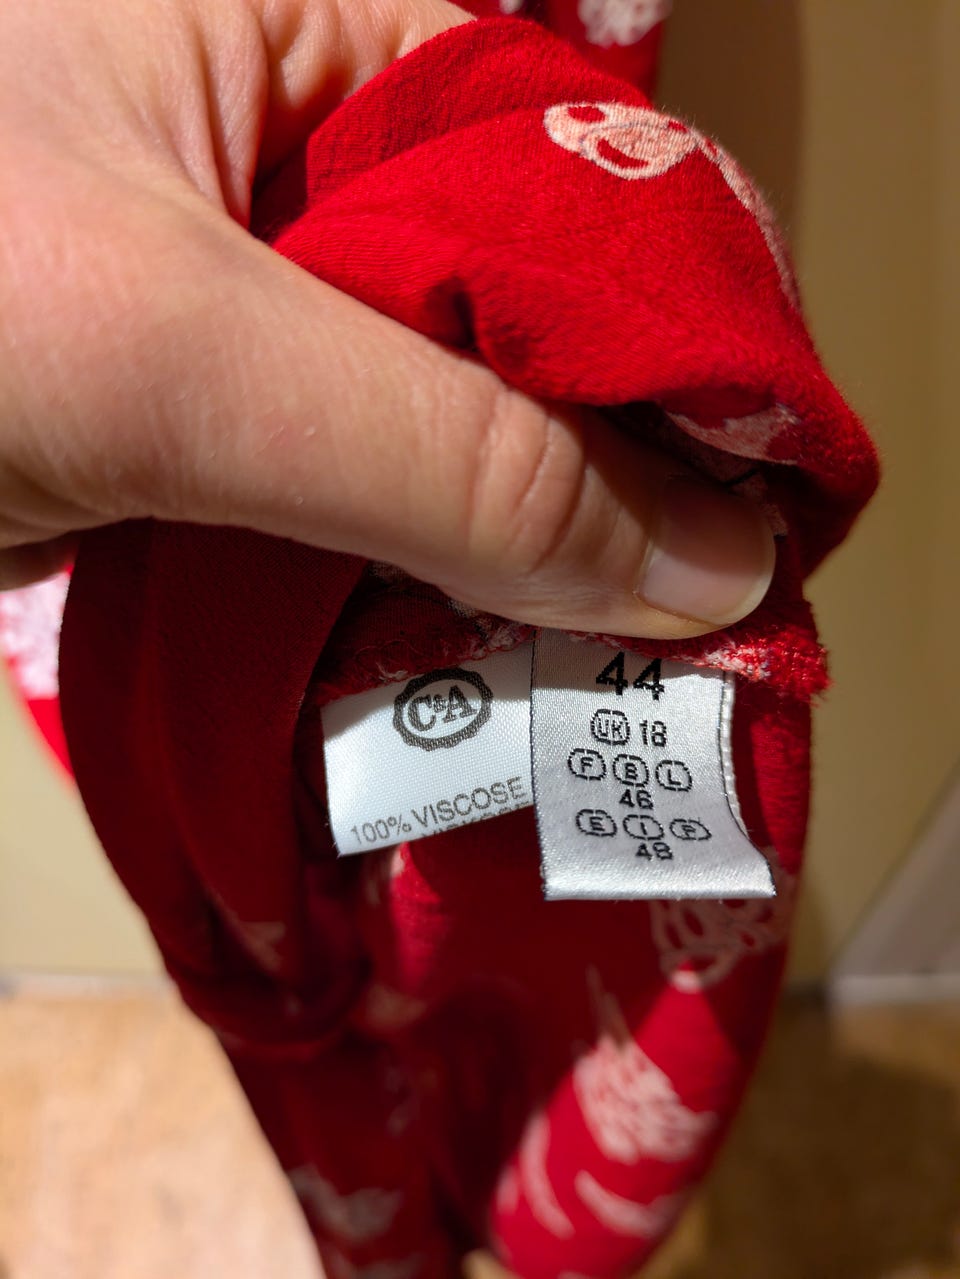 C&A
100% VISCOSE
44
UK 18
F B L
46
E I P
48